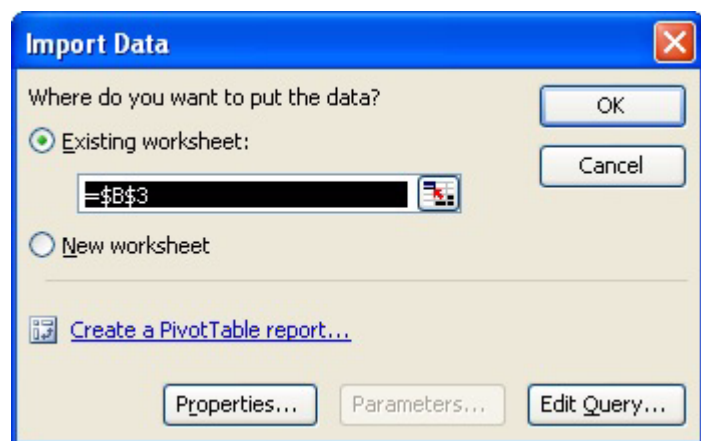 Import Data
Where do you want to put the data?
OK
Existing worksheet:
Cancel
=$B$3
New worksheet
Create a PivotTable report...
Properties... Parameters... Edit Query...